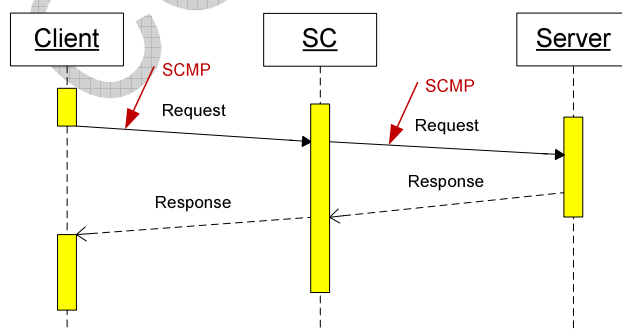 Client
SC
Server
SCMP
SCMP
Request
Request
Response
Response